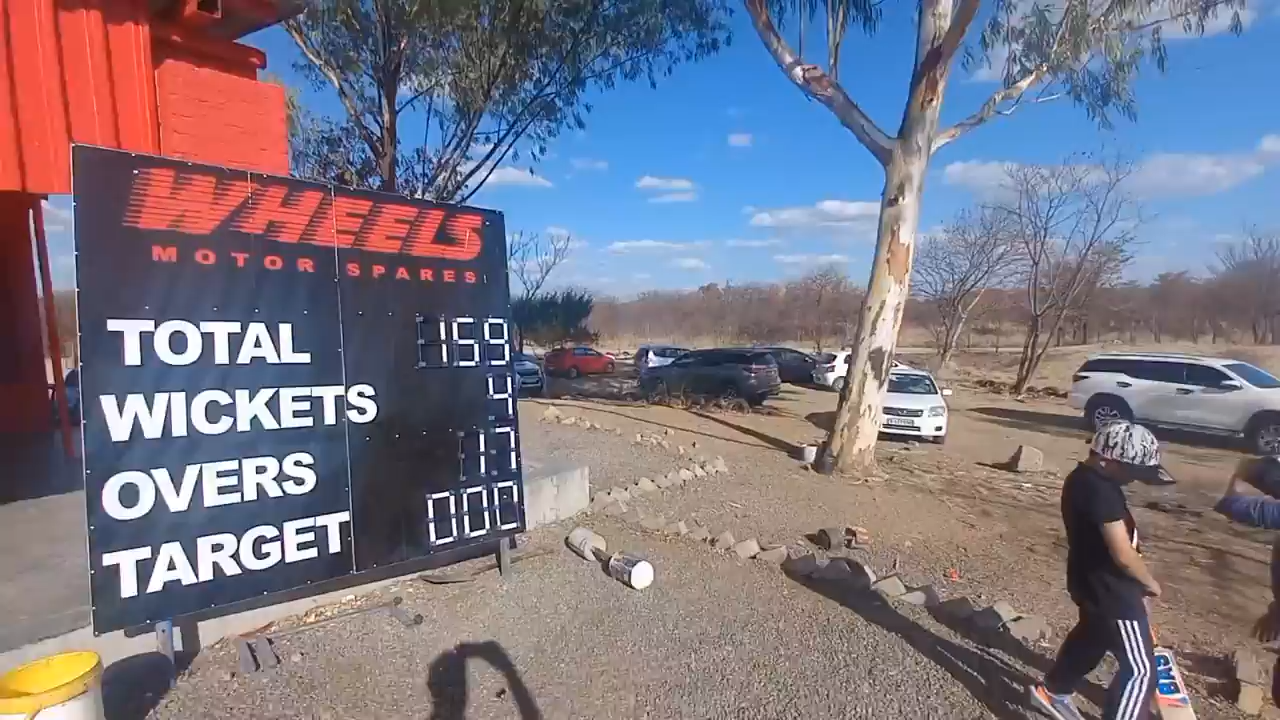 WHEELS
MOTOR SPARES
TOTAL 159
WICKETS 4
OVERS 17
TARGET 000